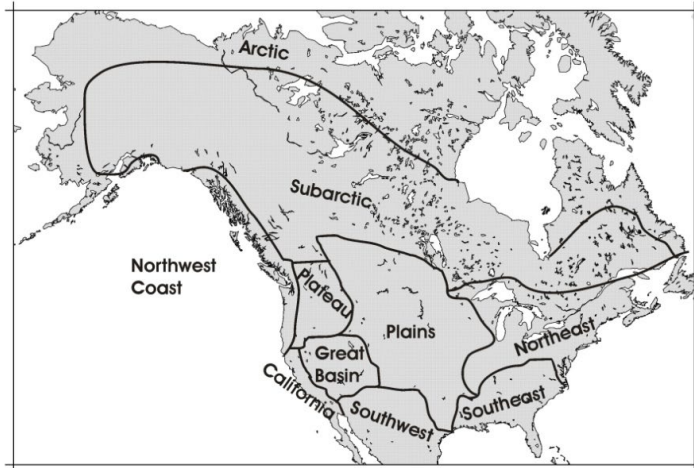 Arctic
Subarctic
Northwest
Coast
Plateau
Plains
Northeast
Great
Basin
California
Southwest
Southeast